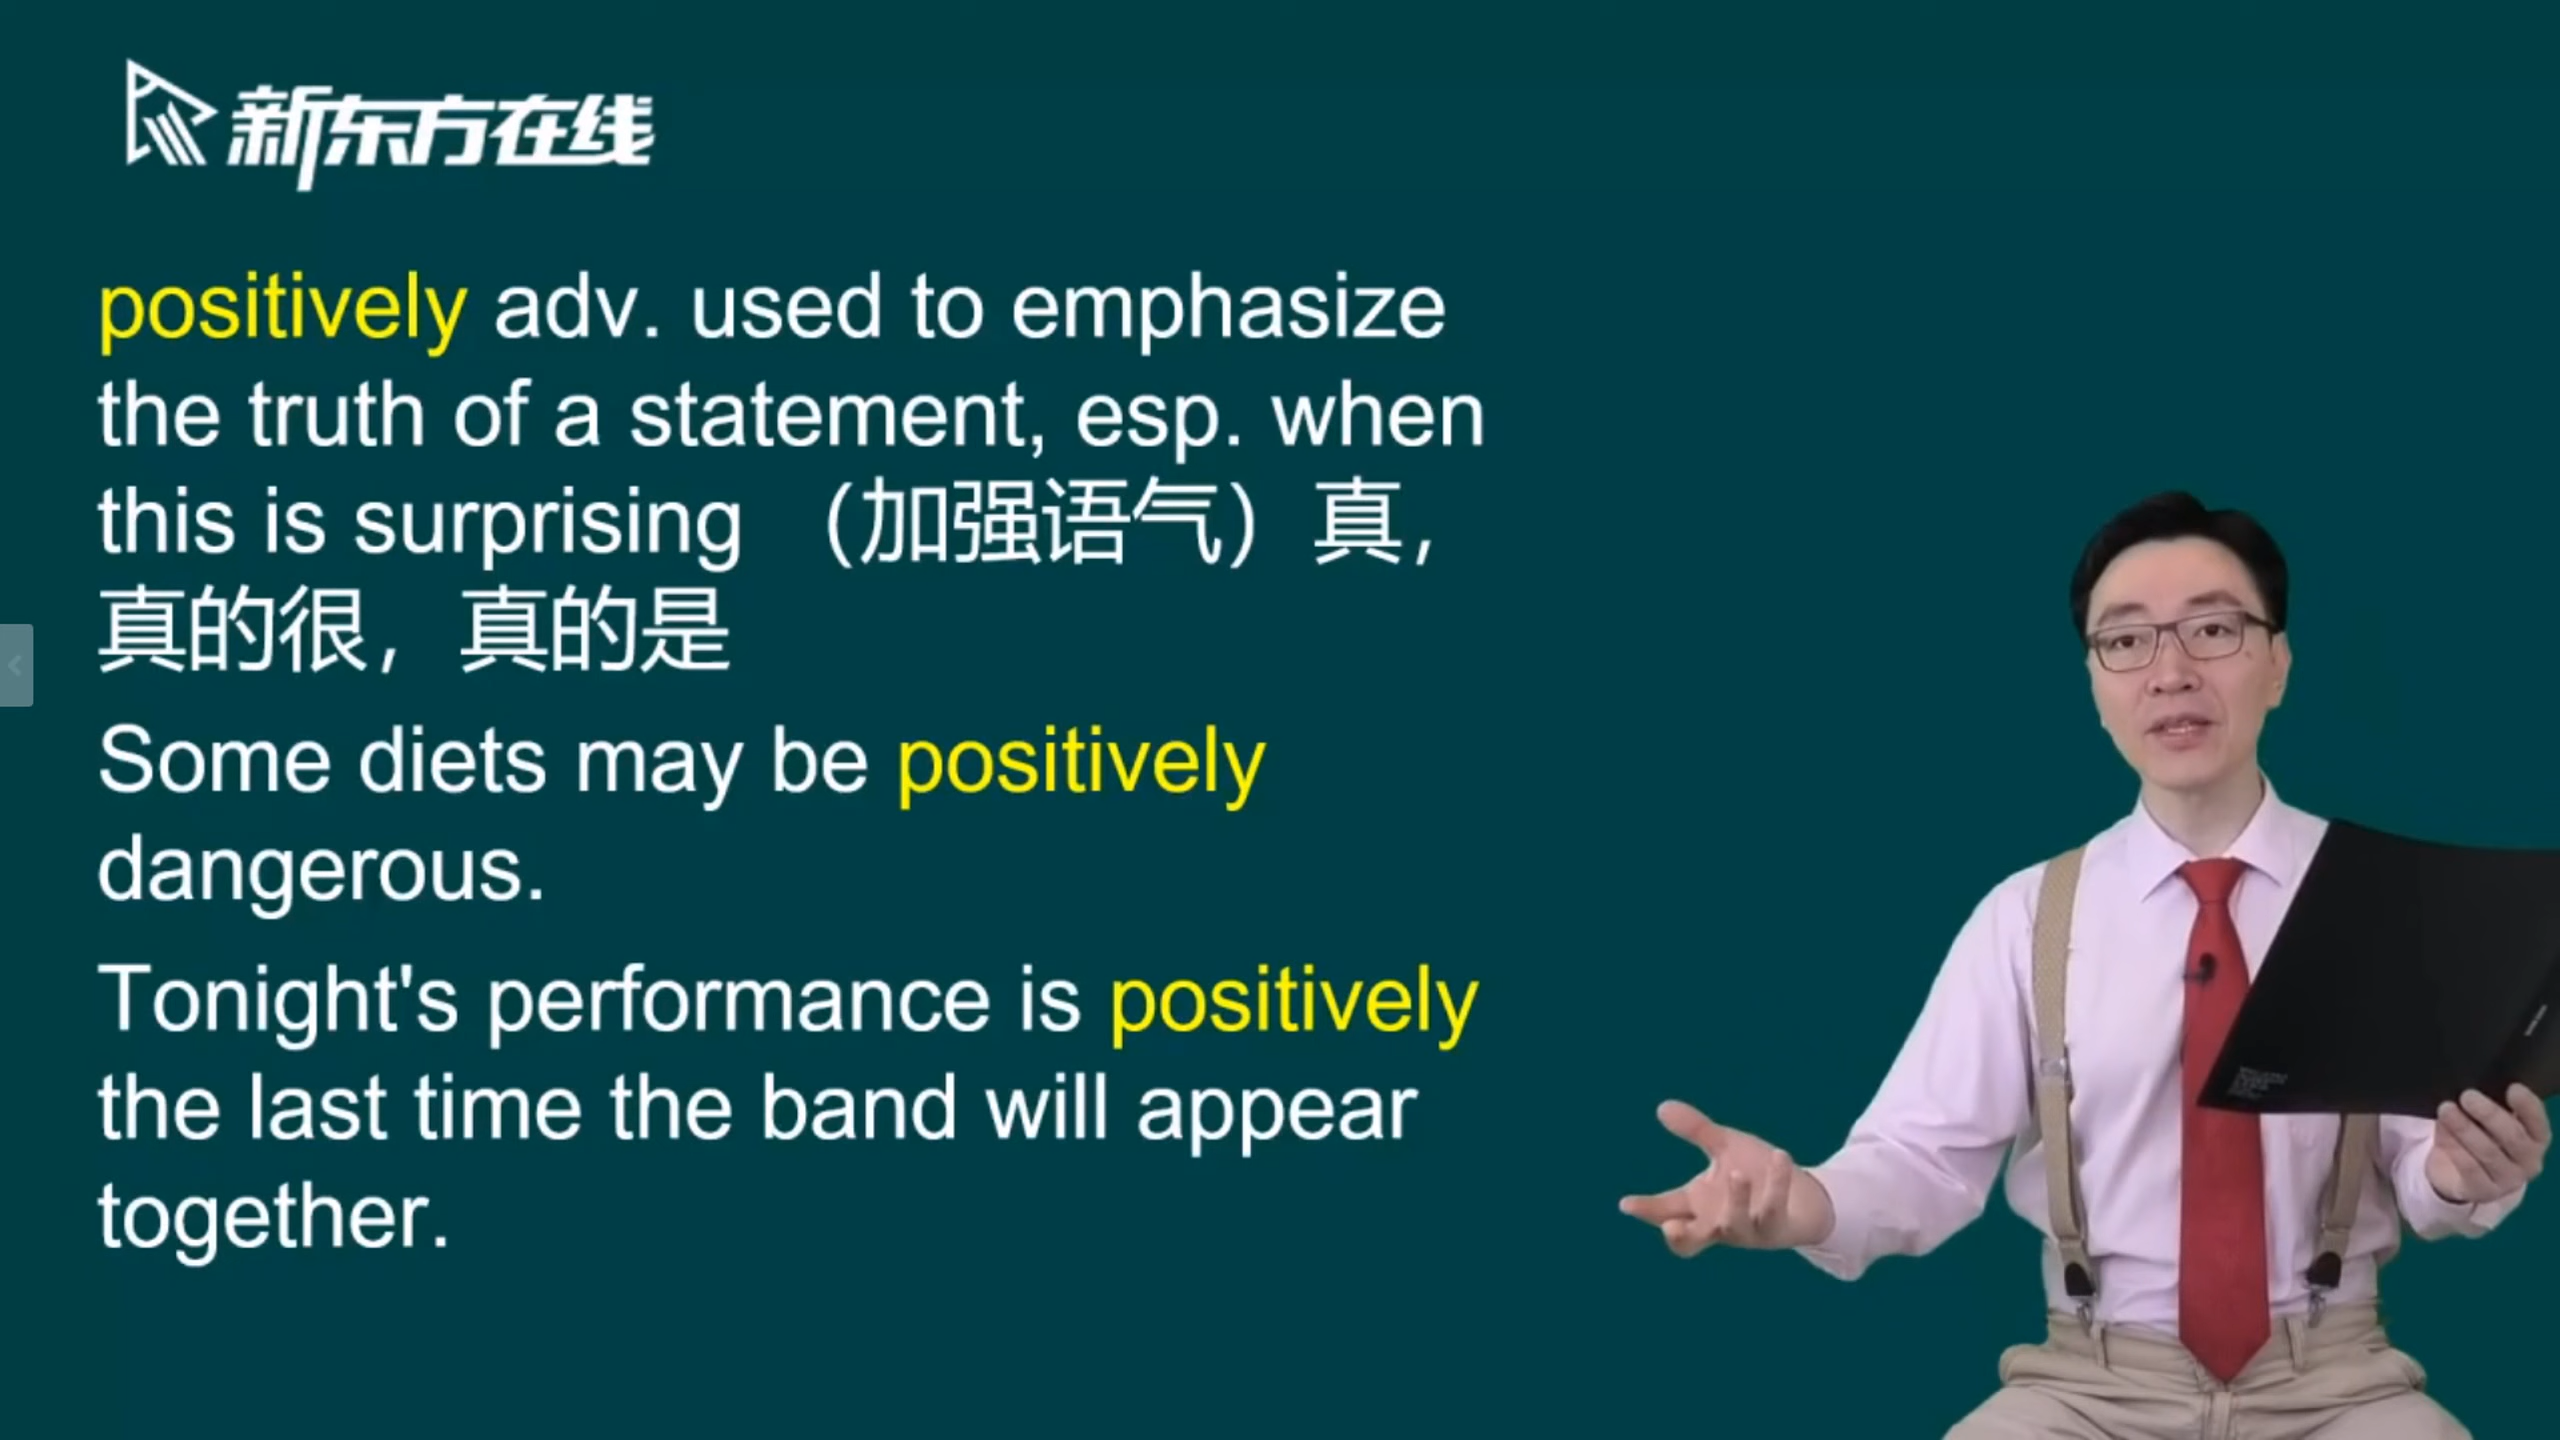 新东方在线
positively adv. used to emphasize
the truth of a statement, esp. when
this is surprising （加强语气）真，
真的很，真的是
Some diets may be positively
dangerous.
Tonight's performance is positively
the last time the band will appear
together.